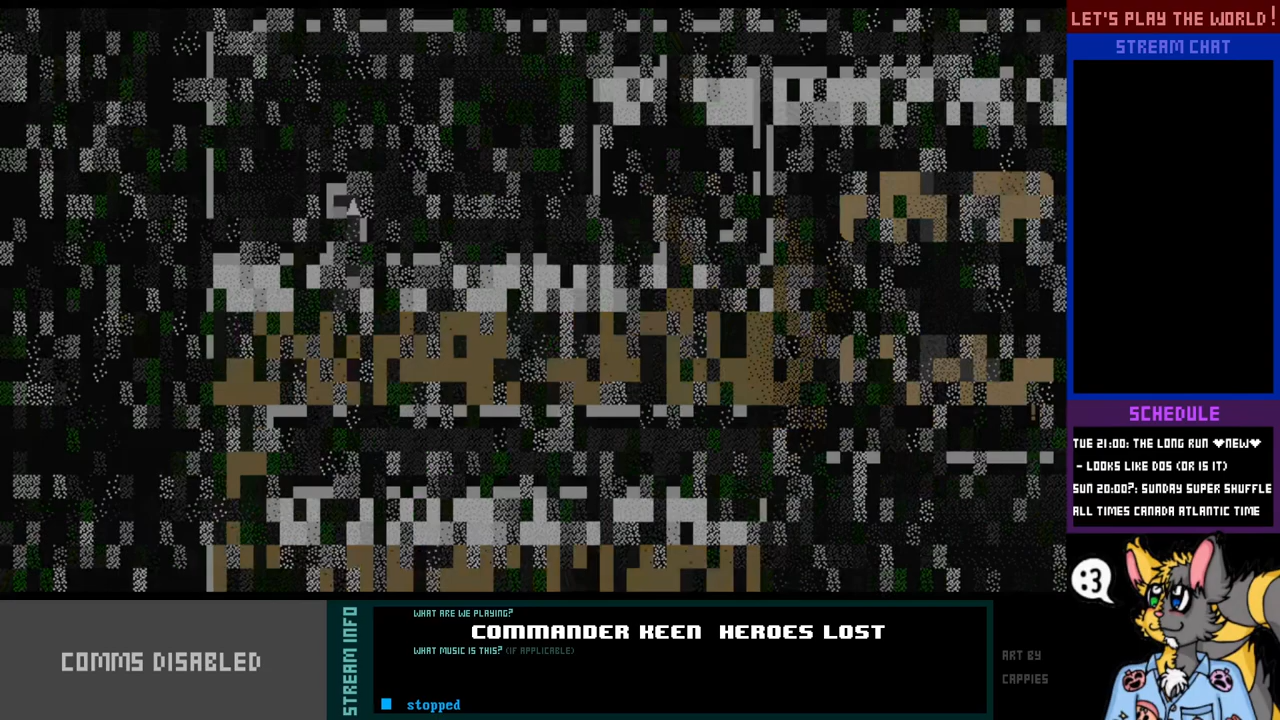 LET'S PLAY THE WORLD!
STREAM CHAT
SCHEDULE
TUE 21:00: THE LONG RUN ♥NEW♥
- LOOKS LIKE DOS (OR IS IT)
SUN 20:00?: SUNDAY SUPER SHUFFLE
ALL TIMES CANADA ATLANTIC TIME
:3
COMMS DISABLED
STREAM INFO
WHAT ARE WE PLAYING?
COMMANDER KEEN HEROES LOST
WHAT MUSIC IS THIS? (IF APPLICABLE)
stopped
ART BY
CAPPIES